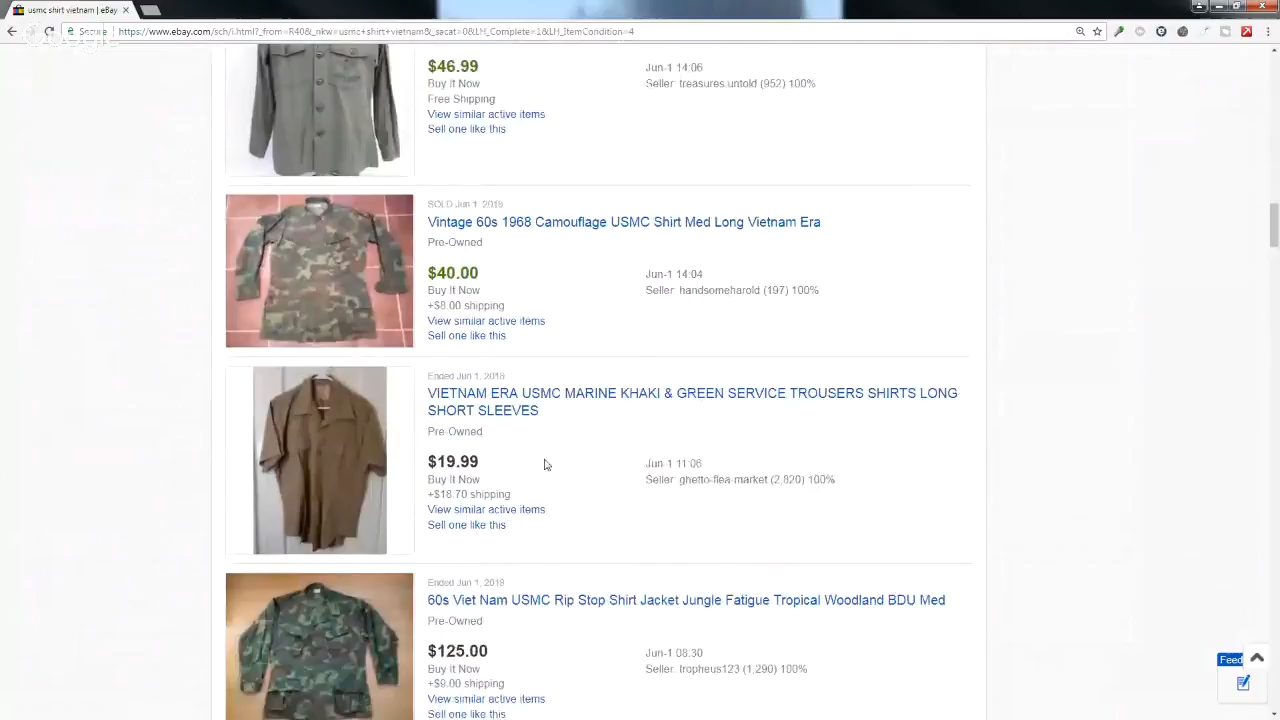 usmc shirt vietnam | eBay
Secure
https://www.ebay.com/sch/i.html?_from=R40&_nkw=usmc+shirt+vietnam&_sacat=0&LH_Complete=1&LH_ItemCondition=4
$46.99
Jun-1 14:06
Buy It Now
Seller: treasures.untold (952) 100%
Free Shipping
View similar active items
Sell one like this
SOLD Jun 1, 2018
Vintage 60s 1968 Camouflage USMC Shirt Med Long Vietnam Era
Pre-Owned
$40.00
Jun-1 14:04
Buy It Now
Seller: handsomeharold (197) 100%
+$8.00 shipping
View similar active items
Sell one like this
Ended Jun 1, 2018
VIETNAM ERA USMC MARINE KHAKI & GREEN SERVICE TROUSERS SHIRTS LONG
SHORT SLEEVES
Pre-Owned
$19.99
Jun-1 11:06
Buy It Now
Seller: ghetto-flea-market (2,820) 100%
+$18.70 shipping
View similar active items
Sell one like this
Ended Jun 1, 2018
60s Viet Nam USMC Rip Stop Shirt Jacket Jungle Fatigue Tropical Woodland BDU Med
Pre-Owned
$125.00
Jun-1 08:30
Buy It Now
Seller: tropheus123 (1,290) 100%
+$9.00 shipping
View similar active items
Sell one like this
Feed